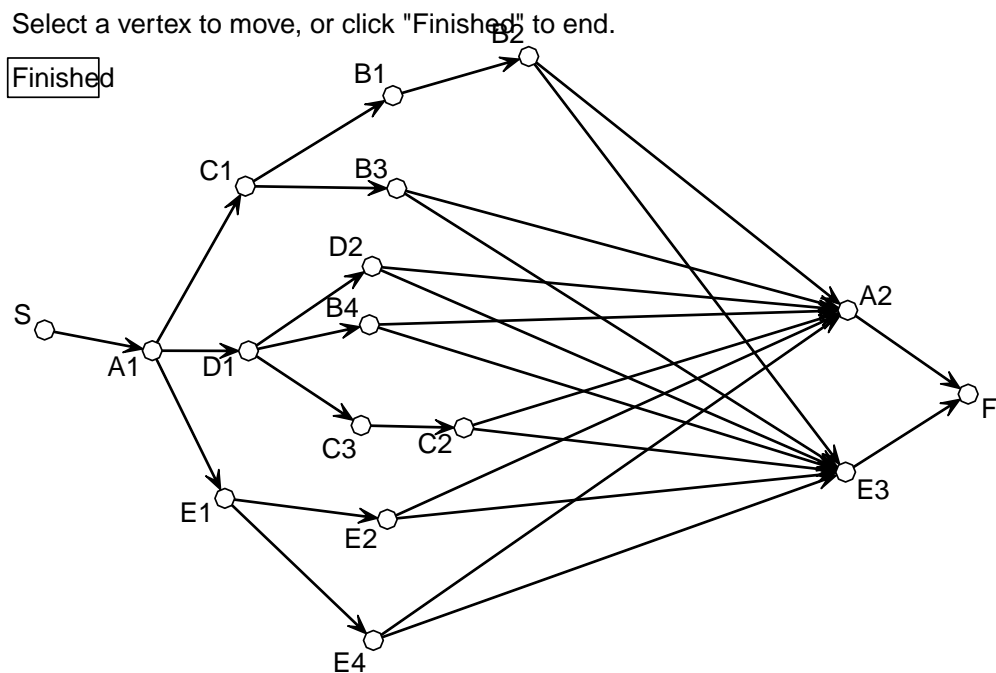 Select a vertex to move, or click "Finished" to end.
B2
Finished
B1
C1
B3
D2
S
B4
A2
A1
D1
F
C3
C2
E3
E1
E2
E4